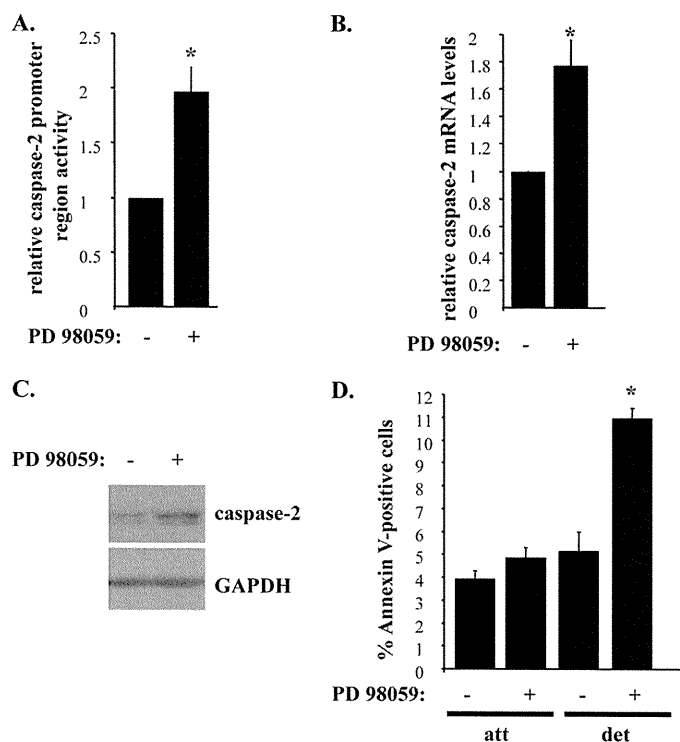 A.
relative caspase-2 promoter
region activity
2.5
2
1.5
1
0.5
0
*
PD 98059: - +
B.
relative caspase-2 mRNA levels
2
1.8
1.6
1.4
1.2
1
0.8
0.6
0.4
0.2
0
*
PD 98059: - +
C.
PD 98059: - +
caspase-2
GAPDH
D.
% Annexin V-positive cells
12
11
10
9
8
7
6
5
4
3
2
1
0
*
PD 98059: - + - +
att det